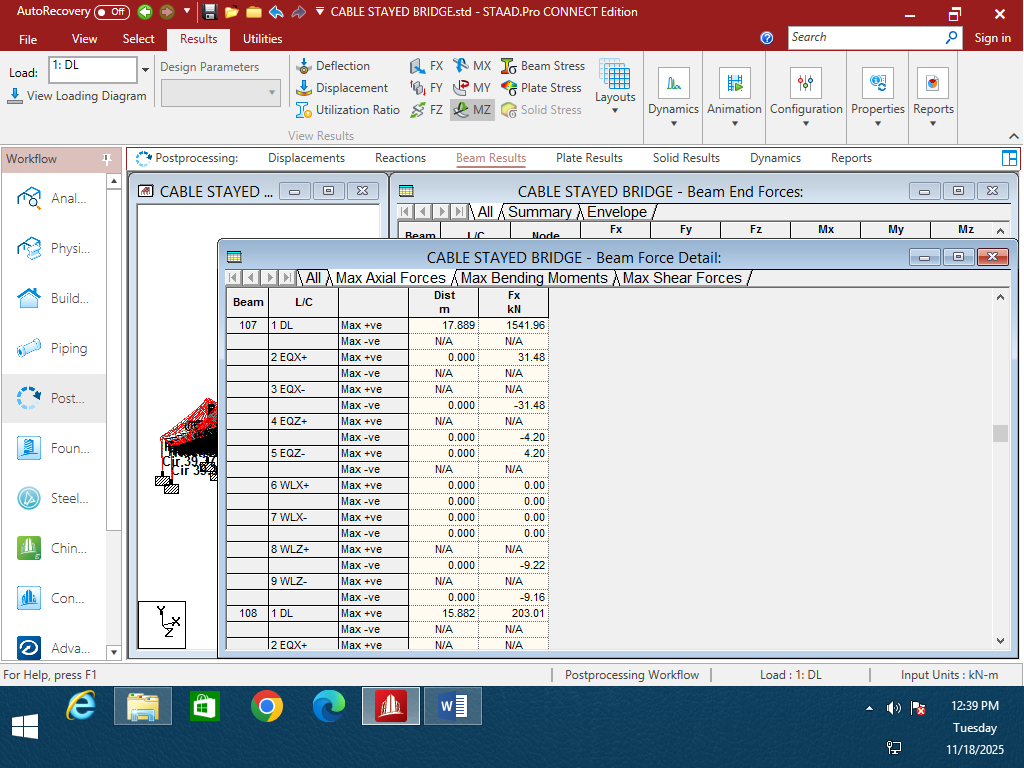 AutoRecovery Off CABLE STAYED BRIDGE.std - STAAD.Pro CONNECT Edition
File View Select Results Utilities Search Sign in
Load: 1: DL
View Loading Diagram
Design Parameters
Deflection
Displacement
Utilization Ratio
FX MX
FY MY
FZ MZ
Beam Stress
Plate Stress
Solid Stress
View Results
Layouts
Dynamics
Animation
Configuration
Properties
Reports
Workflow
Postprocessing: Displacements Reactions Beam Results Plate Results Solid Results Dynamics Reports
Anal...
Physi...
Build...
Piping
Post...
Foun...
Steel...
Chin...
Con...
Adva...
CABLE STAYED ...
Y
X
Z
CABLE STAYED BRIDGE - Beam End Forces:
All Summary Envelope
Beam L/C Node Fx Fy Fz Mx My Mz
CABLE STAYED BRIDGE - Beam Force Detail:
All Max Axial Forces Max Bending Moments Max Shear Forces
Beam L/C Dist m Fx kN
107 1 DL Max +ve 17.889 1541.96
Max -ve N/A N/A
2 EQX+ Max +ve 0.000 31.48
Max -ve N/A N/A
3 EQX- Max +ve N/A N/A
Max -ve 0.000 -31.48
4 EQZ+ Max +ve N/A N/A
Max -ve 0.000 -4.20
5 EQZ- Max +ve 0.000 4.20
Max -ve N/A N/A
6 WLX+ Max +ve 0.000 0.00
Max -ve 0.000 0.00
7 WLX- Max +ve 0.000 0.00
Max -ve 0.000 0.00
8 WLZ+ Max +ve N/A N/A
Max -ve 0.000 -9.22
9 WLZ- Max +ve N/A N/A
Max -ve 0.000 -9.16
108 1 DL Max +ve 15.882 203.01
Max -ve N/A N/A
2 EQX+ Max +ve N/A N/A
For Help, press F1 Postprocessing Workflow Load : 1: DL Input Units : kN-m
12:39 PM
Tuesday
11/18/2025